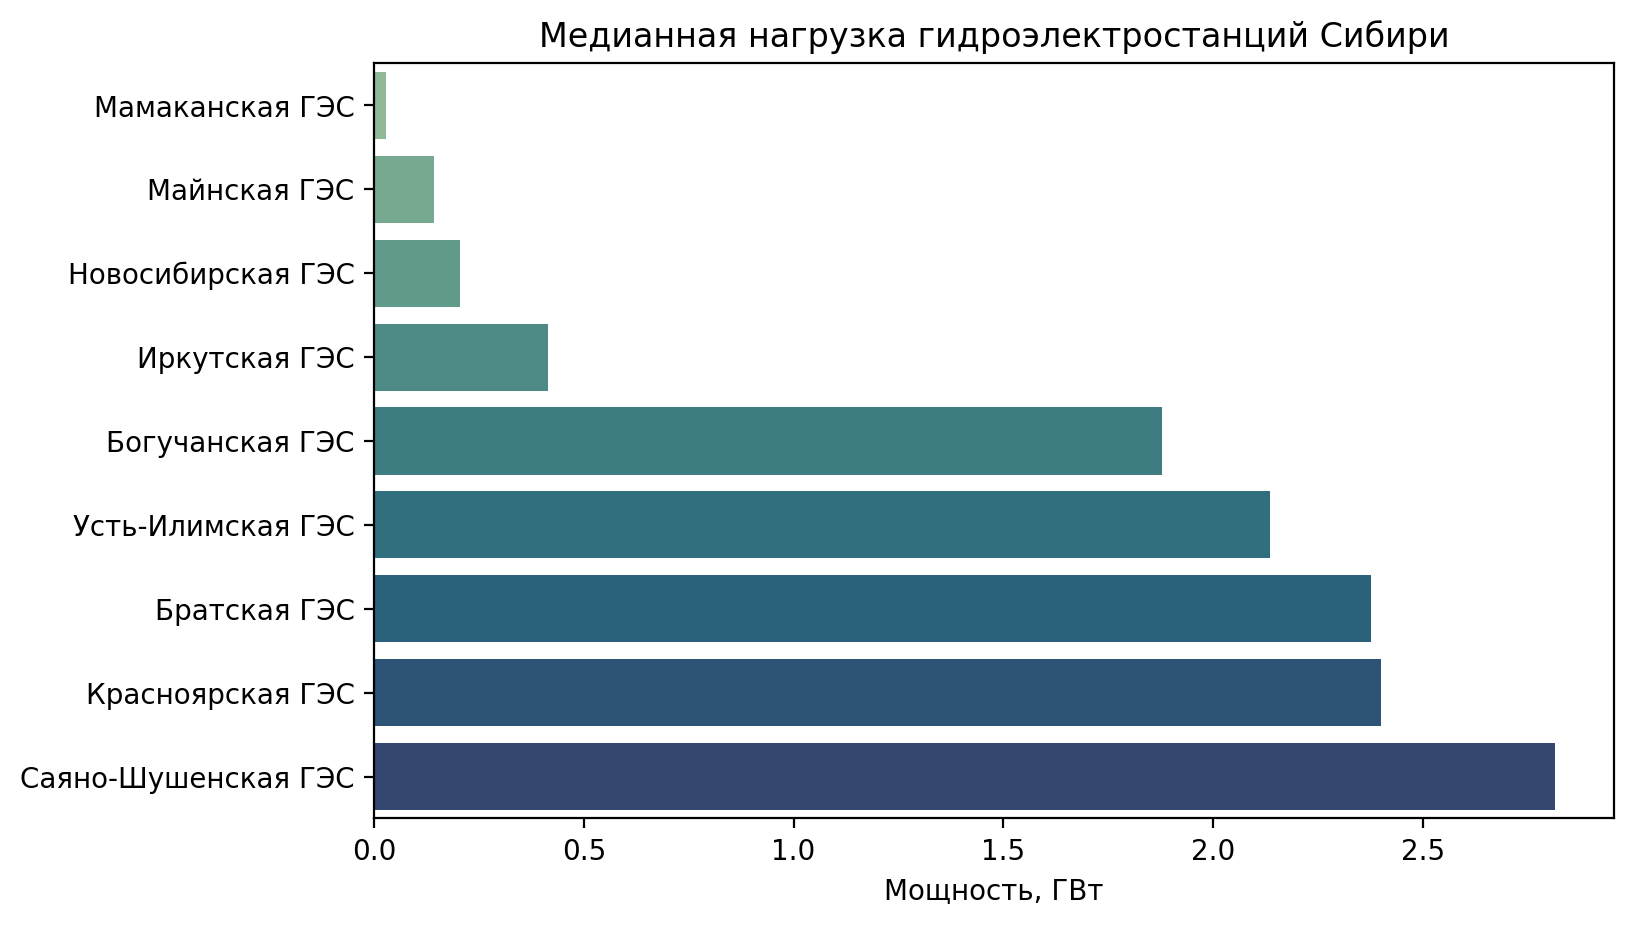 Медианная нагрузка гидроэлектростанций Сибири
Мамаканская ГЭС
Майнская ГЭС
Новосибирская ГЭС
Иркутская ГЭС
Богучанская ГЭС
Усть-Илимская ГЭС
Братская ГЭС
Красноярская ГЭС
Саяно-Шушенская ГЭС
0.0 0.5 1.0 1.5 2.0 2.5
Мощность, ГВт